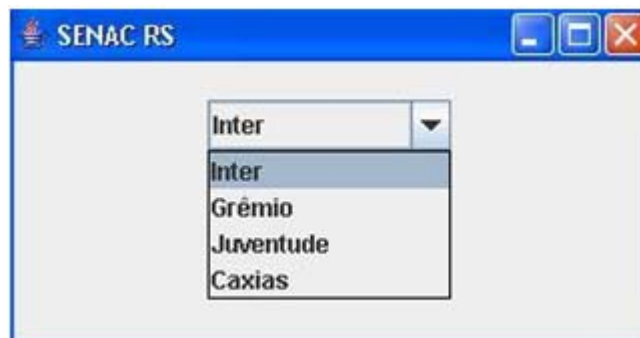 SENAC RS
Inter
Inter
Grêmio
Juventude
Caxias